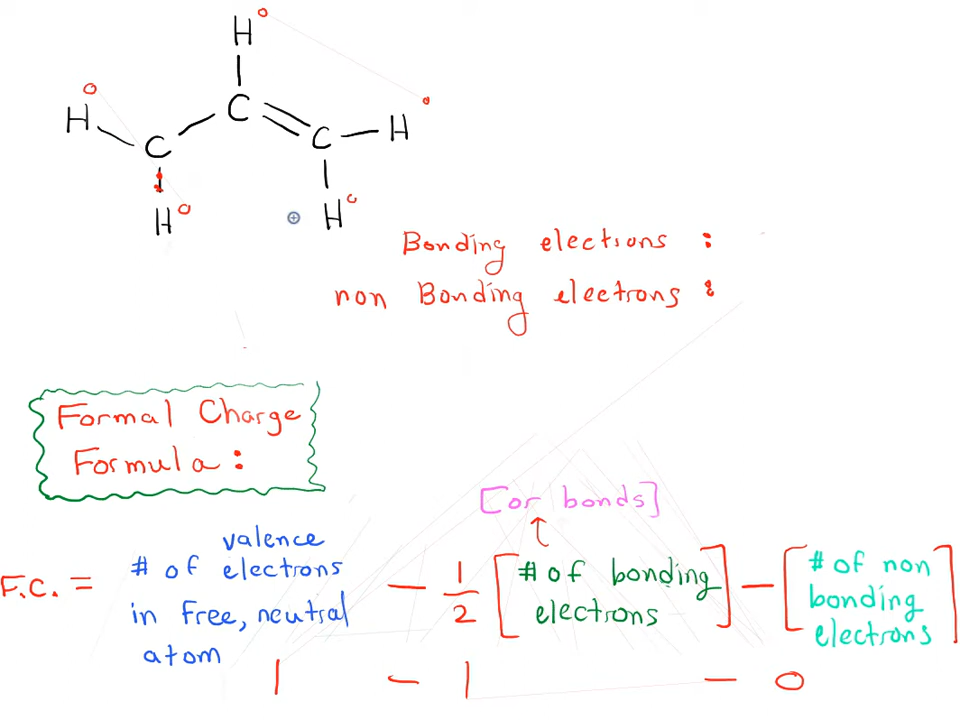 H o
H o
C
C
C — H o
H o
H o
Bonding electrons :
non Bonding electrons :
Formal Charge
Formula :
[or bonds]
F.C. = # of valence electrons in free, neutral atom — 1/2 [# of bonding electrons] — [# of non bonding electrons]
1 — 1 — 0